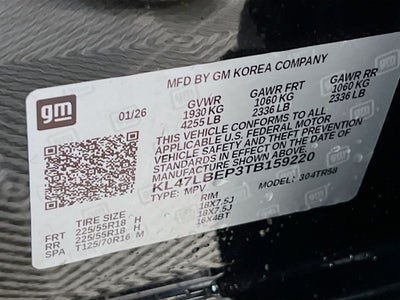 gm
MFD BY GM KOREA COMPANY
01/26
GVWR GAWR FRT GAWR RR
1930 KG 1060 KG 1060 KG
4255 LB 2336 LB 2336 LB
THIS VEHICLE CONFORMS TO ALL
APPLICABLE U.S. FEDERAL MOTOR
VEHICLE SAFETY AND THEFT PREVENTION
STANDARDS IN EFFECT ON THE DATE OF
MANUFACTURE SHOWN ABOVE.
KL47LBEP3TB159220
TYPE: MPV MODEL: 304TR58
TIRE SIZE RIM
FRT 225/55R18 H 18X7.5J
RR 225/55R18 H 18X7.5J
SPA T125/70R16 M 16X4BT